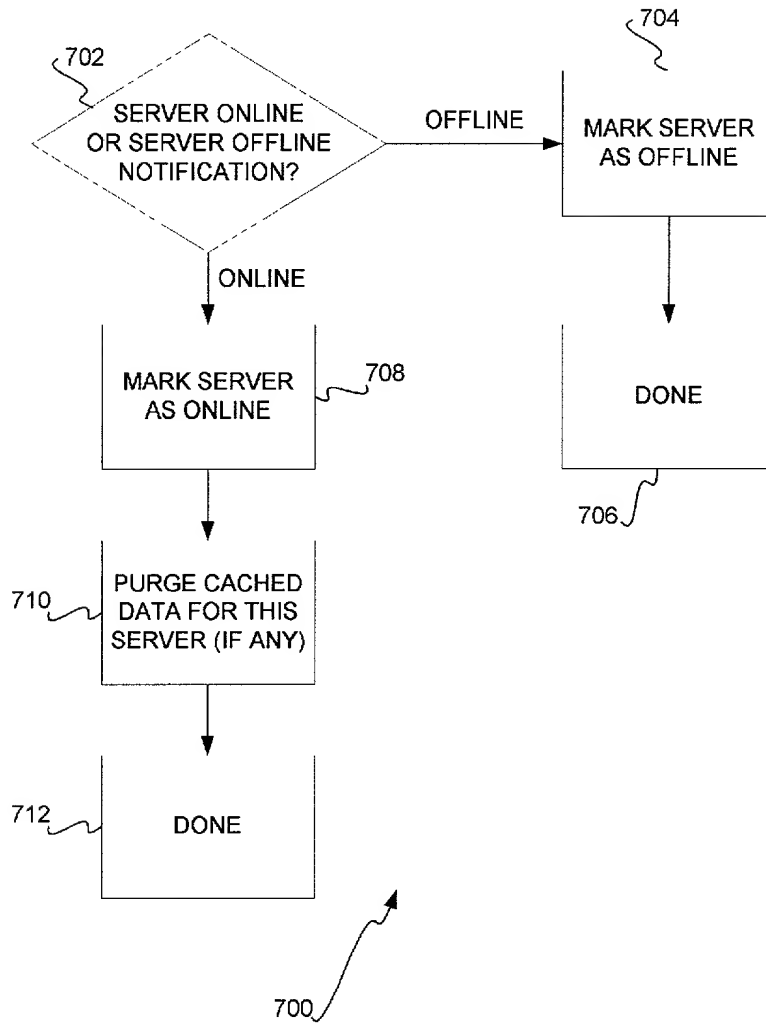 702
SERVER ONLINE
OR SERVER OFFLINE
NOTIFICATION?
OFFLINE
704
MARK SERVER
AS OFFLINE
ONLINE
MARK SERVER
AS ONLINE
708
DONE
706
710
PURGE CACHED
DATA FOR THIS
SERVER (IF ANY)
712
DONE
700